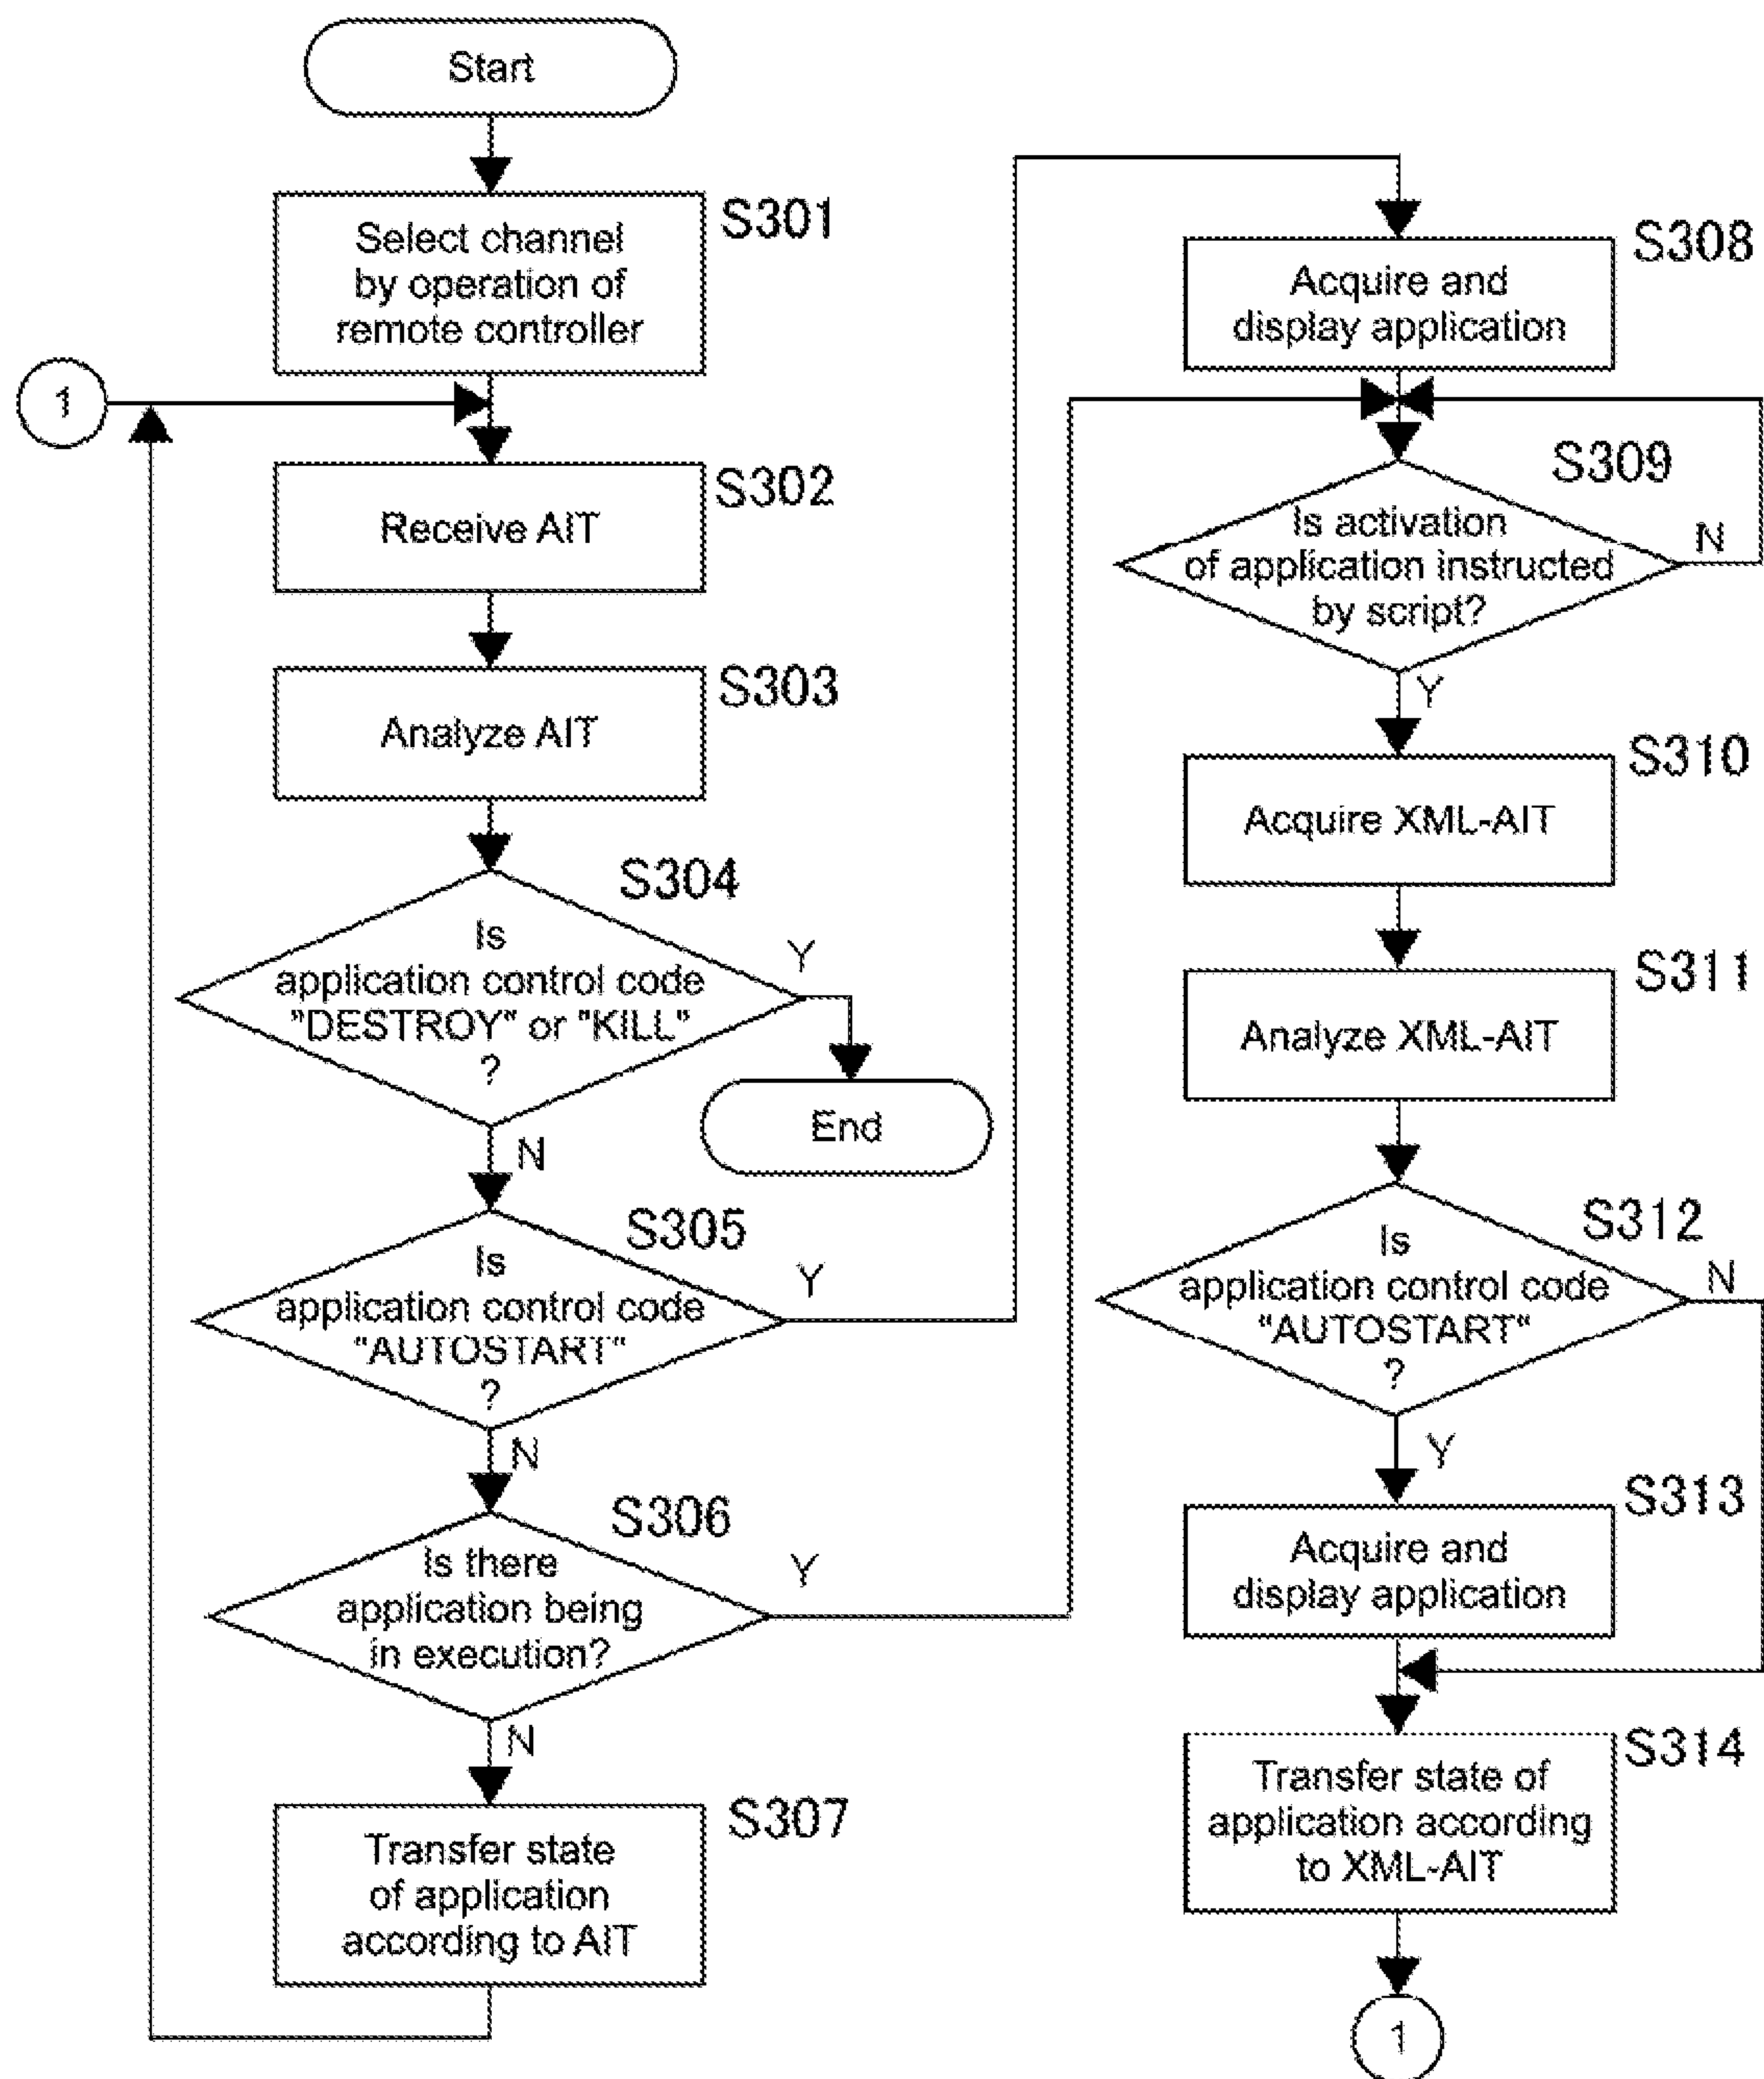 Start
S301
Select channel
by operation of
remote controller
1
S302
Receive AIT
S303
Analyze AIT
S304
Is
application control code
"DESTROY" or "KILL"
?
Y
End
N
S305
Is
application control code
"AUTOSTART"
?
Y
N
S306
Is there
application being
in execution?
Y
N
S307
Transfer state
of application
according to AIT
S308
Acquire and
display application
S309
Is activation
of application instructed
by script?
N
Y
S310
Acquire XML-AIT
S311
Analyze XML-AIT
S312
Is
application control code
"AUTOSTART"
?
N
Y
S313
Acquire and
display application
S314
Transfer state of
application according
to XML-AIT
1